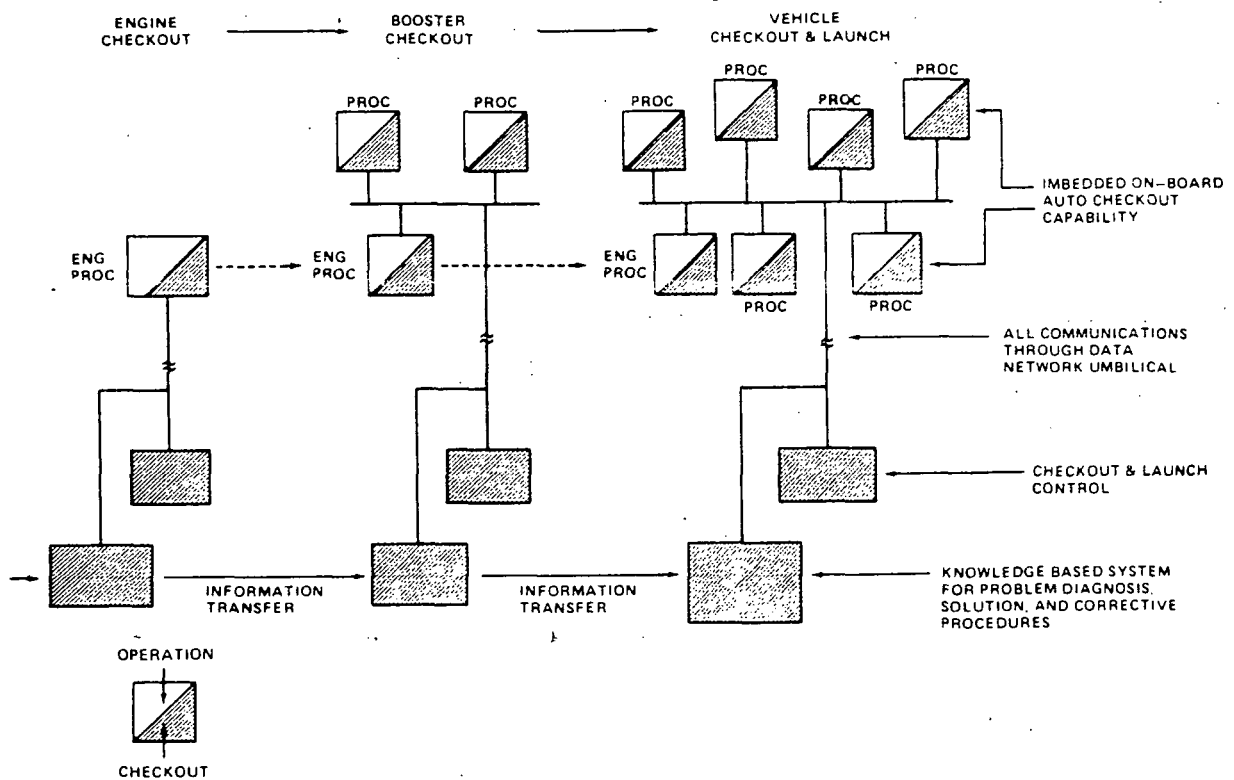 ENGINE
CHECKOUT
BOOSTER
CHECKOUT
VEHICLE
CHECKOUT & LAUNCH
PROC
PROC
PROC
PROC
PROC
PROC
IMBEDDED ON-BOARD
AUTO CHECKOUT
CAPABILITY
ENG
PROC
ENG
PROC
ENG
PROC
PROC
PROC
ALL COMMUNICATIONS
THROUGH DATA
NETWORK UMBILICAL
CHECKOUT & LAUNCH
CONTROL
INFORMATION
TRANSFER
INFORMATION
TRANSFER
KNOWLEDGE BASED SYSTEM
FOR PROBLEM DIAGNOSIS,
SOLUTION, AND CORRECTIVE
PROCEDURES
OPERATION
CHECKOUT